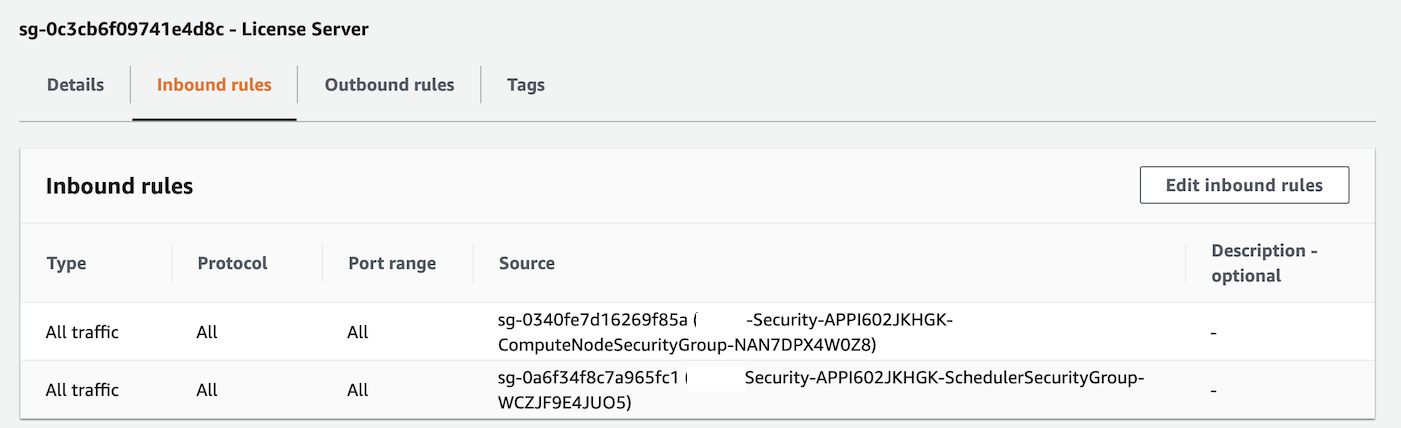 sg-0c3cb6f09741e4d8c - License Server
Details Inbound rules Outbound rules Tags
Inbound rules Edit inbound rules
Type Protocol Port range Source Description - optional
All traffic All All sg-0340fe7d16269f85a ( -Security-APPI602JKHGK-
ComputeNodeSecurityGroup-NAN7DPX4W0Z8) -
All traffic All All sg-0a6f34f8c7a965fc1 ( Security-APPI602JKHGK-SchedulerSecurityGroup-
WCZJF9E4JUO5) -